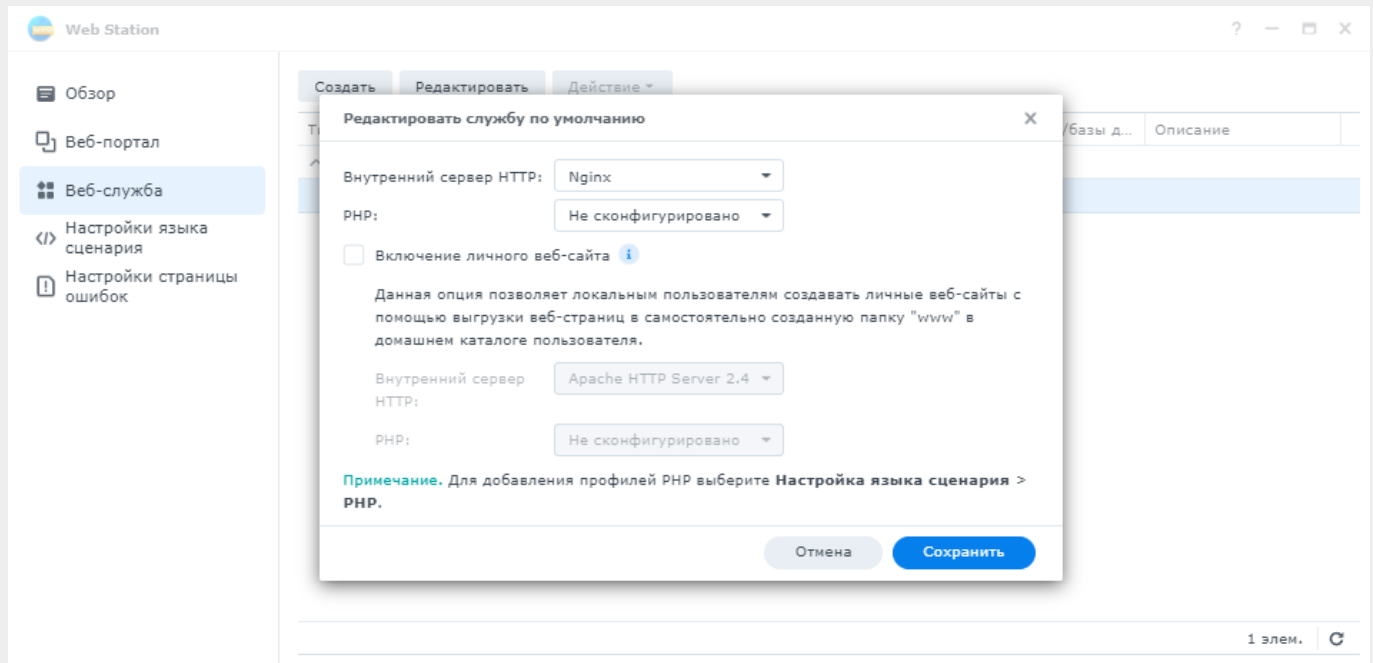 Web Station
Обзор
Веб-портал
Веб-служба
Настройки языка
сценария
Настройки страницы
ошибок
Создать Редактировать Действие
/базы д... Описание
Редактировать службу по умолчанию
Внутренний сервер HTTP: Nginx
PHP: Не сконфигурировано
Включение личного веб-сайта
Данная опция позволяет локальным пользователям создавать личные веб-сайты с
помощью выгрузки веб-страниц в самостоятельно созданную папку "www" в
домашнем каталоге пользователя.
Внутренний сервер
HTTP:
Apache HTTP Server 2.4
PHP: Не сконфигурировано
Примечание. Для добавления профилей PHP выберите Настройка языка сценария >
PHP.
Отмена Сохранить
1 элем.